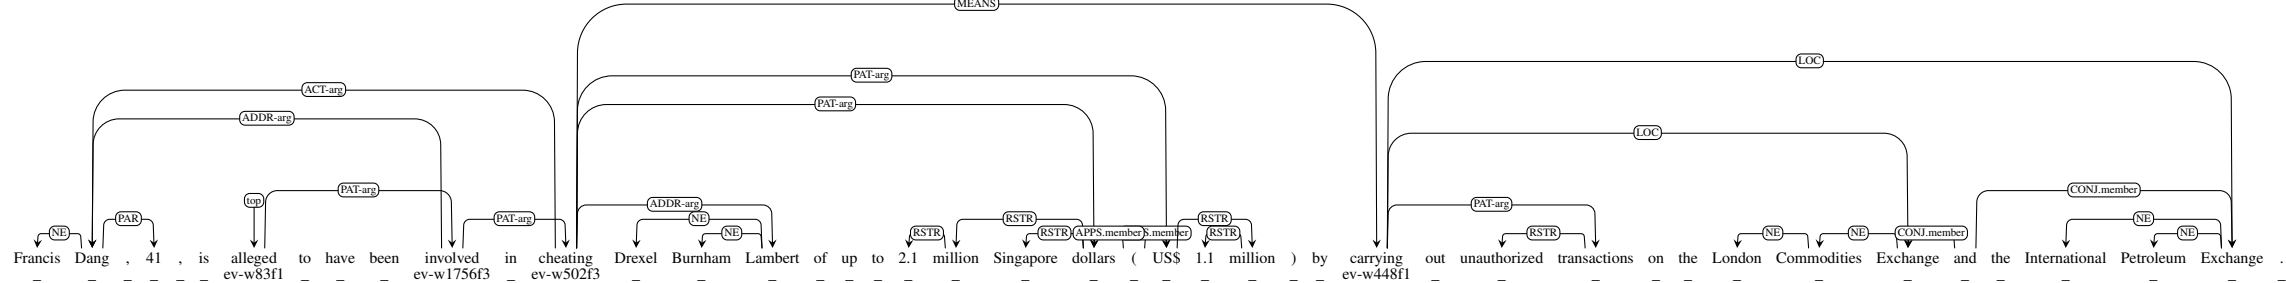 MEANS
LOC
PAT-arg
ACT-arg
PAT-arg
ADDR-arg
LOC
PAT-arg CONJ.member
top
ADDR-arg PAT-arg
PAR PAT-arg NE RSTR RSTR NE
NE NE RSTR RSTR APPS.member S.member RSTR RSTR NE NE CONJ.member NE
Francis Dang , 41 , is alleged to have been involved in cheating Drexel Burnham Lambert of up to 2.1 million Singapore dollars ( US$ 1.1 million ) by carrying out unauthorized transactions on the London Commodities Exchange and the International Petroleum Exchange .
ev-w83f1 ev-w1756f3 ev-w502f3 ev-w448f1